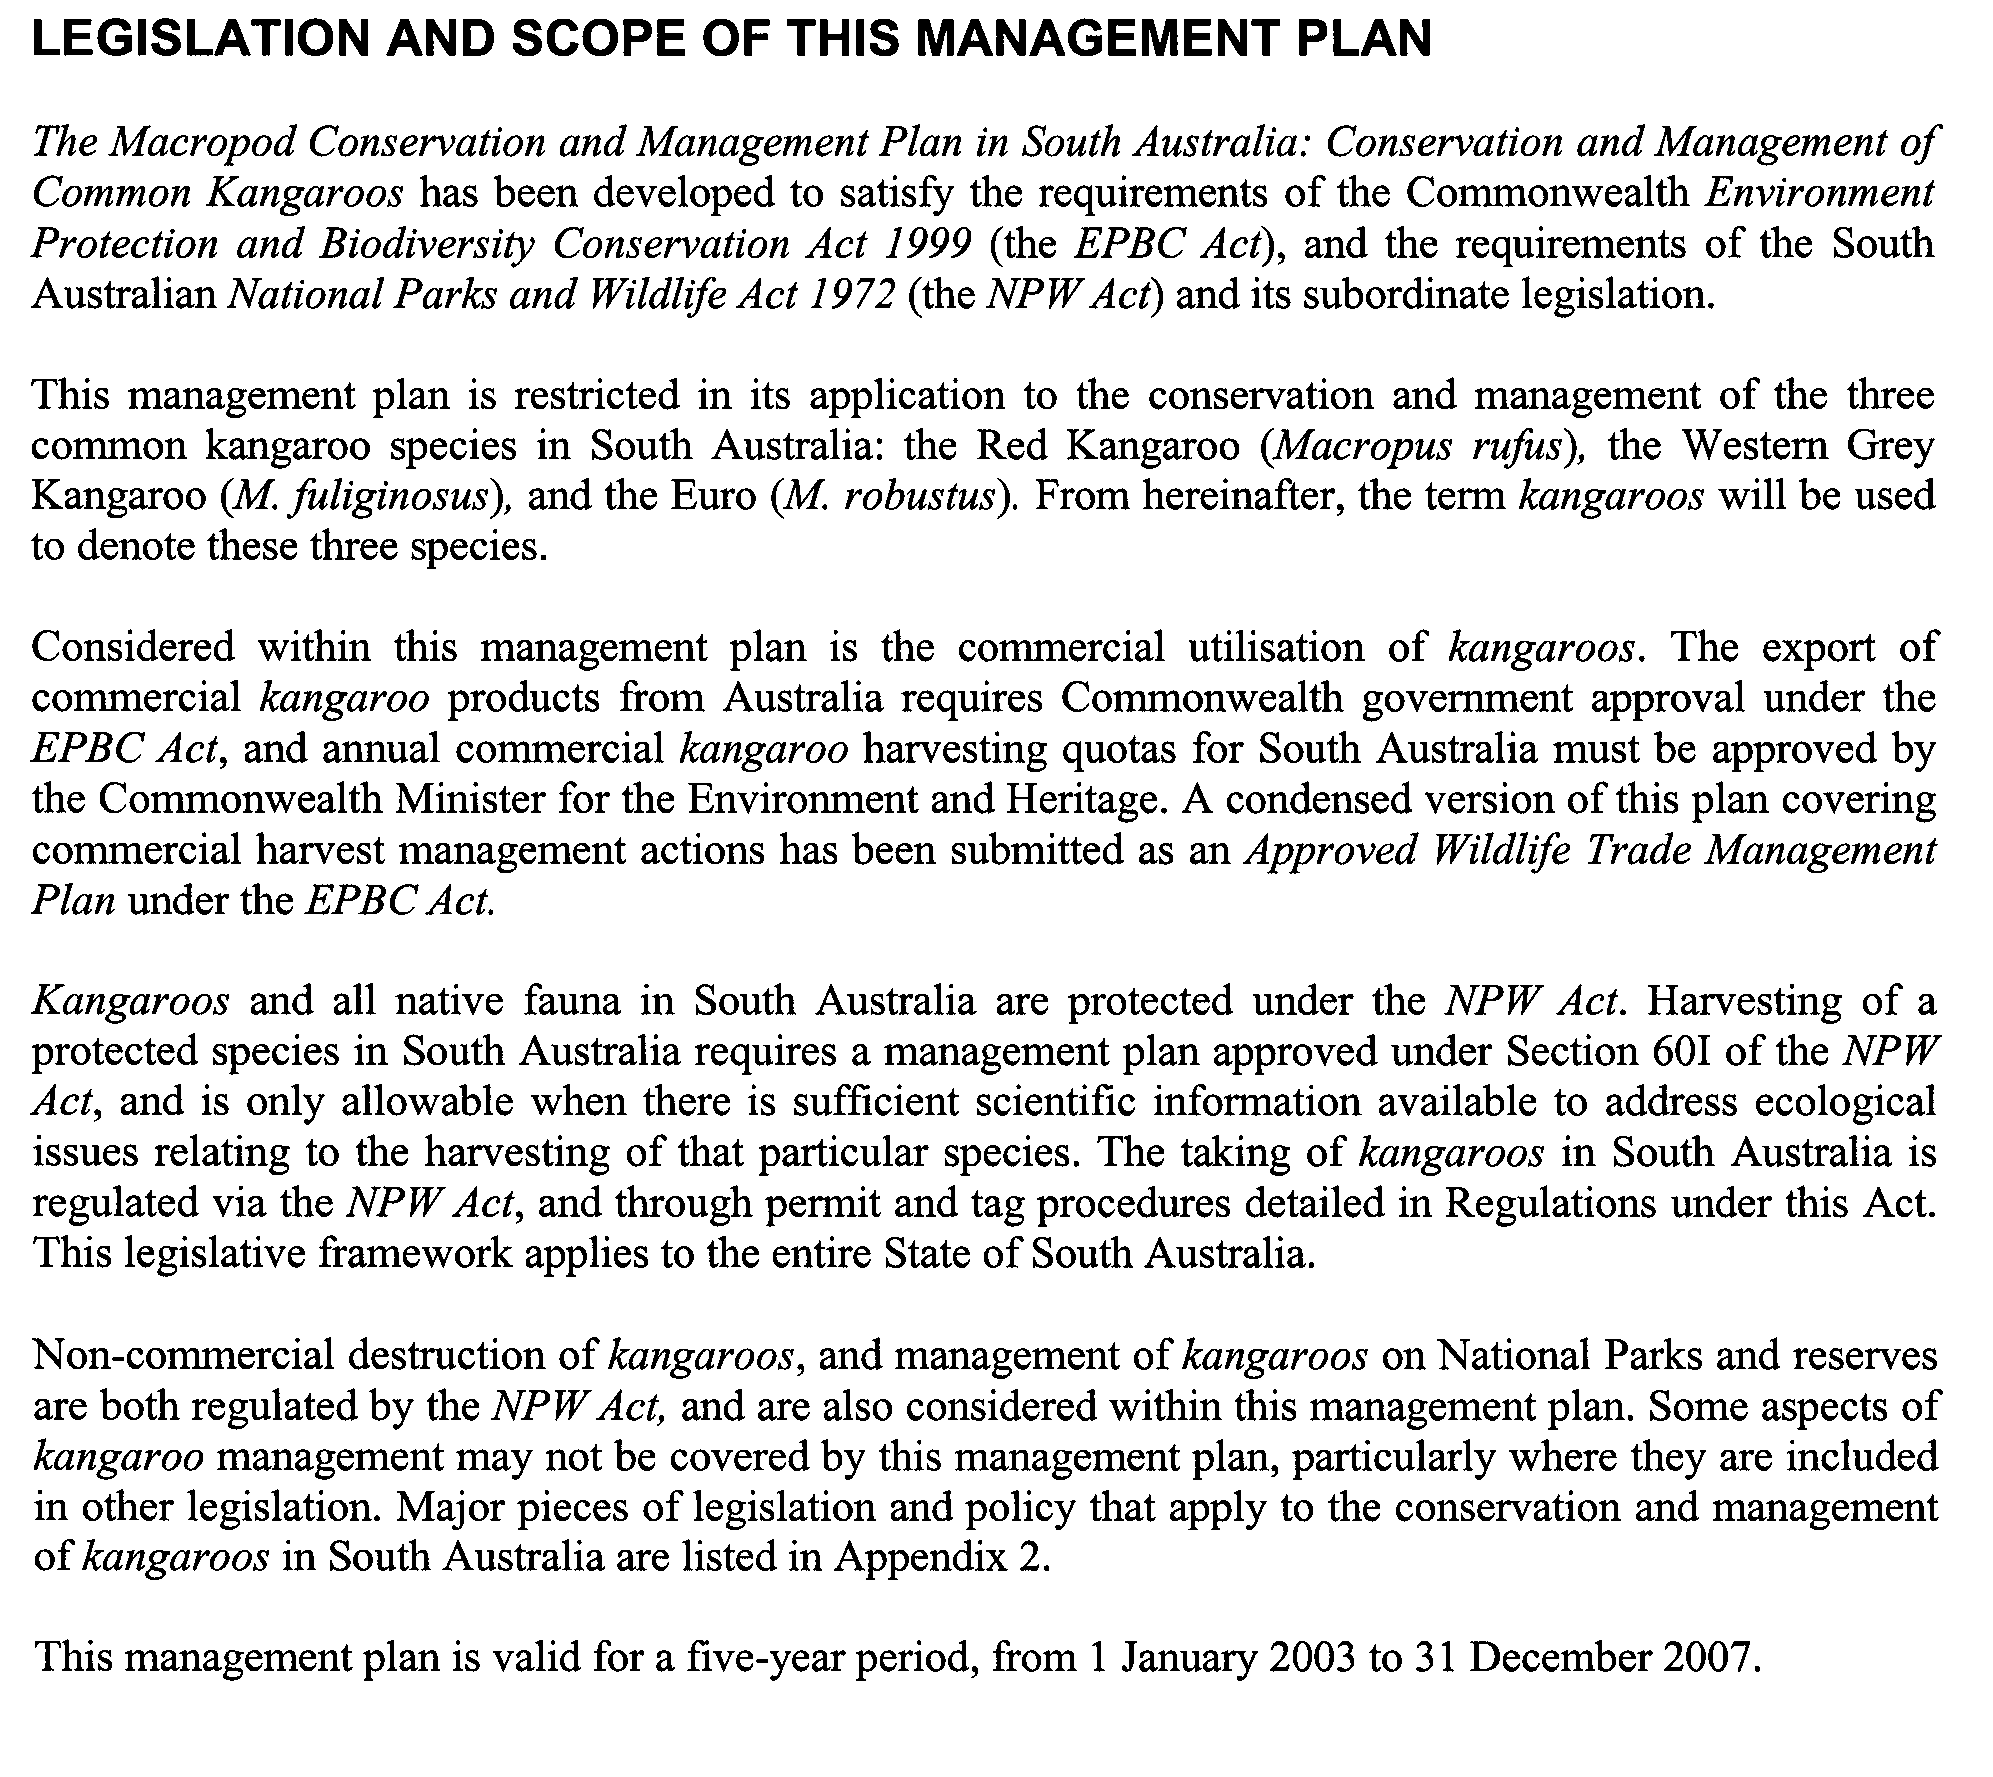 LEGISLATION AND SCOPE OF THIS MANAGEMENT PLAN
The Macropod Conservation and Management Plan in South Australia: Conservation and Management of
Common Kangaroos has been developed to satisfy the requirements of the Commonwealth Environment
Protection and Biodiversity Conservation Act 1999 (the EPBC Act), and the requirements of the South
Australian National Parks and Wildlife Act 1972 (the NPW Act) and its subordinate legislation.
This management plan is restricted in its application to the conservation and management of the three
common kangaroo species in South Australia: the Red Kangaroo (Macropus rufus), the Western Grey
Kangaroo (M. fuliginosus), and the Euro (M. robustus). From hereinafter, the term kangaroos will be used
to denote these three species.
Considered within this management plan is the commercial utilisation of kangaroos. The export of
commercial kangaroo products from Australia requires Commonwealth government approval under the
EPBC Act, and annual commercial kangaroo harvesting quotas for South Australia must be approved by
the Commonwealth Minister for the Environment and Heritage. A condensed version of this plan covering
commercial harvest management actions has been submitted as an Approved Wildlife Trade Management
Plan under the EPBC Act.
Kangaroos and all native fauna in South Australia are protected under the NPW Act. Harvesting of a
protected species in South Australia requires a management plan approved under Section 60I of the NPW
Act, and is only allowable when there is sufficient scientific information available to address ecological
issues relating to the harvesting of that particular species. The taking of kangaroos in South Australia is
regulated via the NPW Act, and through permit and tag procedures detailed in Regulations under this Act.
This legislative framework applies to the entire State of South Australia.
Non-commercial destruction of kangaroos, and management of kangaroos on National Parks and reserves
are both regulated by the NPW Act, and are also considered within this management plan. Some aspects of
kangaroo management may not be covered by this management plan, particularly where they are included
in other legislation. Major pieces of legislation and policy that apply to the conservation and management
of kangaroos in South Australia are listed in Appendix 2.
This management plan is valid for a five-year period, from 1 January 2003 to 31 December 2007.